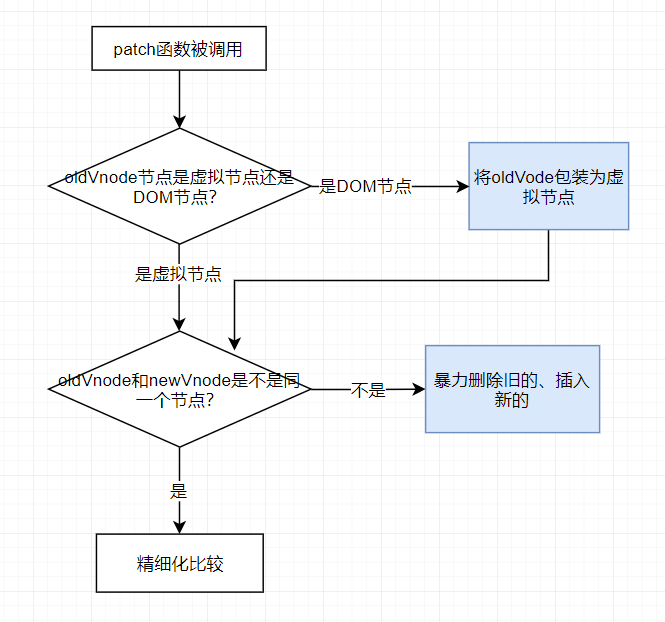 patch函数被调用
oldVnode节点是虚拟节点还是
DOM节点？
是DOM节点
将oldVode包装为虚
拟节点
是虚拟节点
oldVnode和newVnode是不是同
一个节点？
不是
暴力删除旧的、插入
新的
是
精细化比较